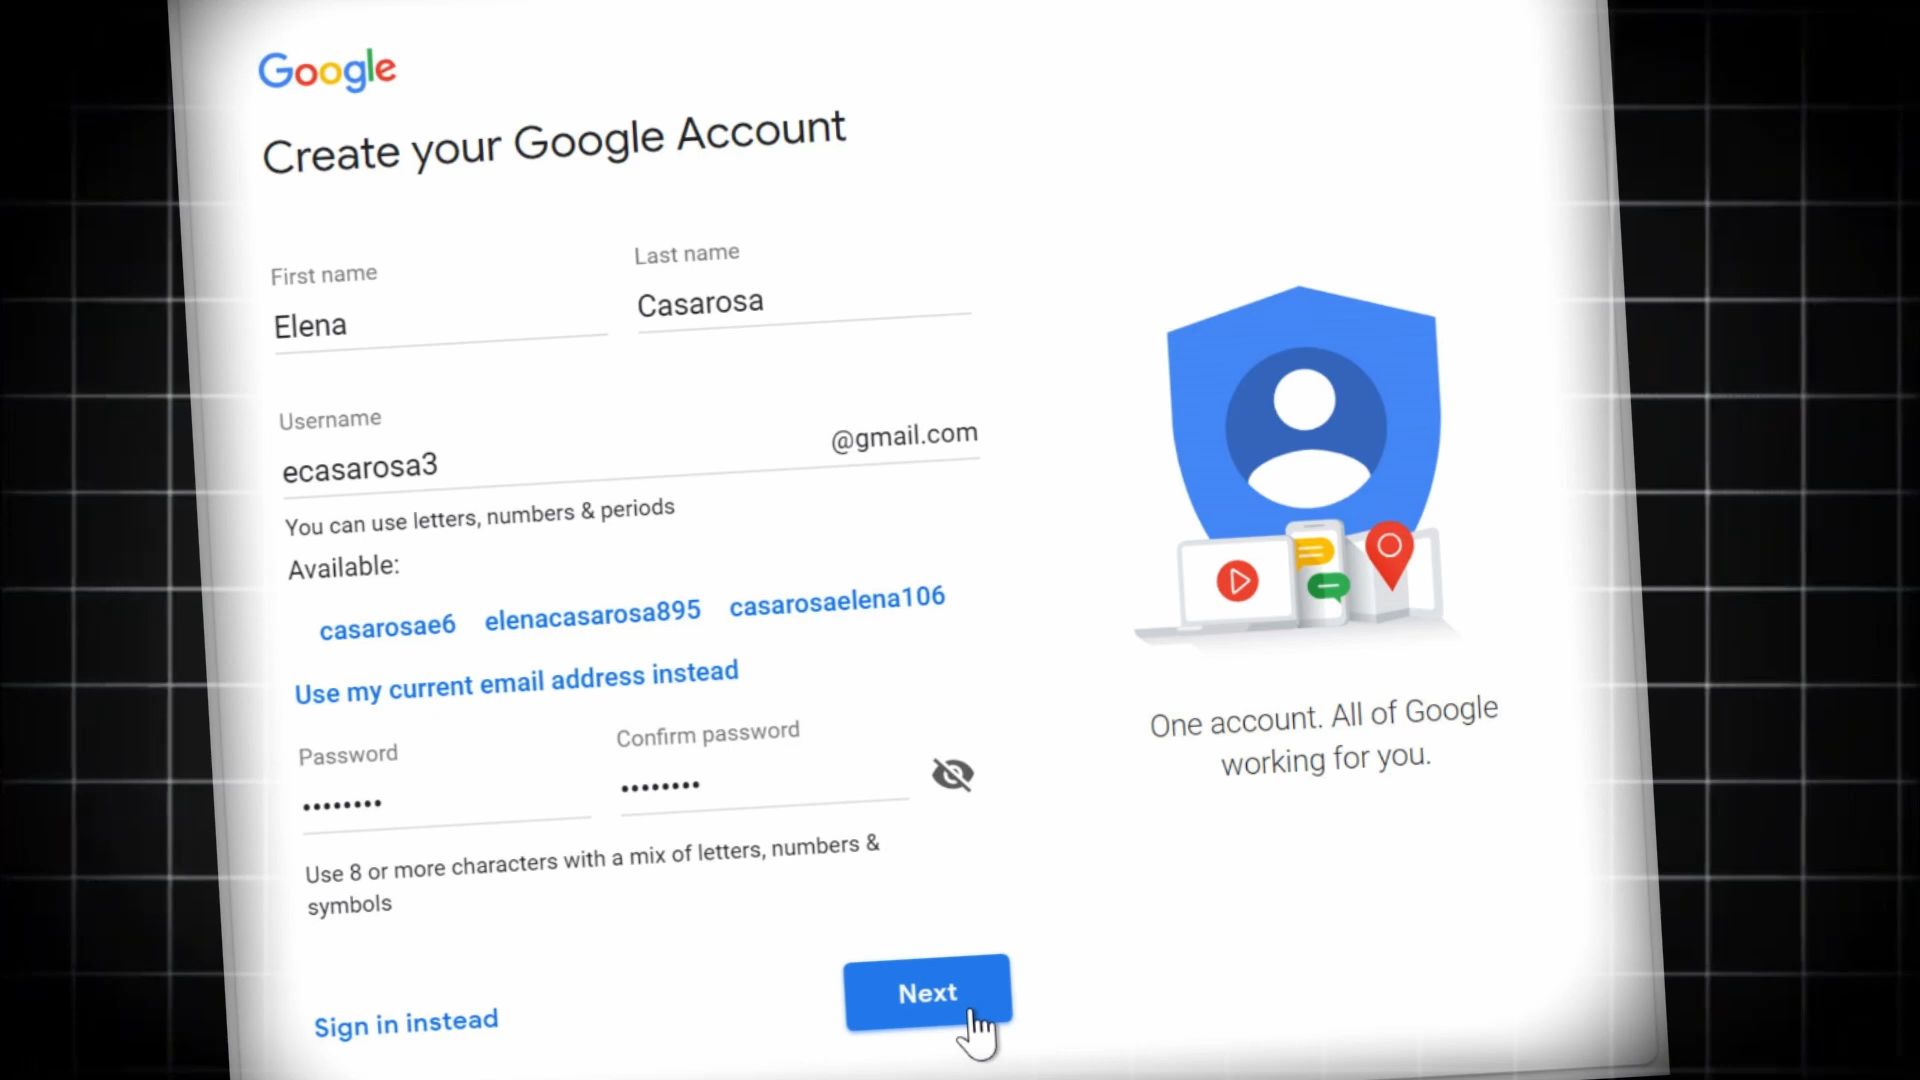 Google
Create your Google Account
First name
Last name
Elena
Casarosa
Username
ecasarosa3
@gmail.com
You can use letters, numbers & periods
Available:
casarosae6 elenacasarosa895 casarosaelena106
Use my current email address instead
Password
Confirm password
••••••••
••••••••
Use 8 or more characters with a mix of letters, numbers &
symbols
Sign in instead
Next
One account. All of Google
working for you.